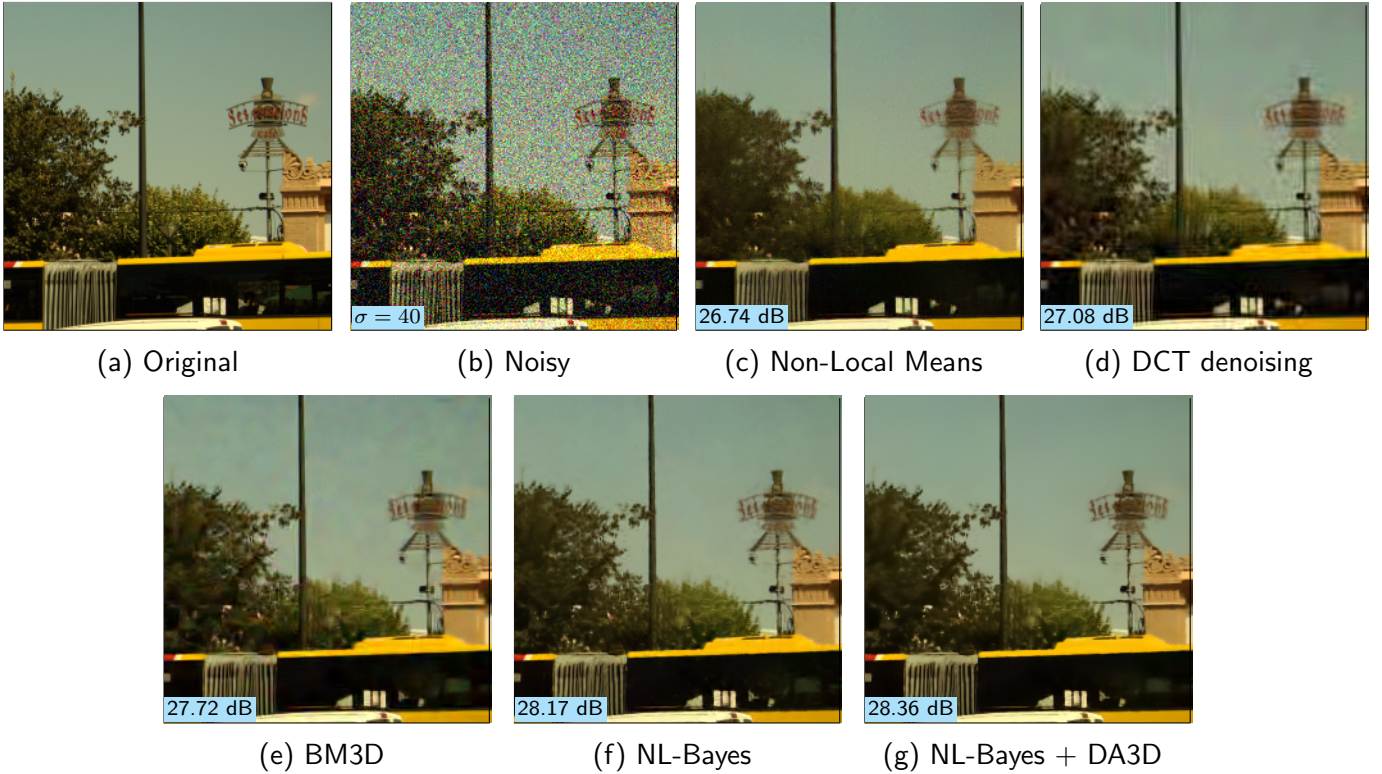 σ = 40
26.74 dB
27.08 dB
(a) Original
(b) Noisy
(c) Non-Local Means
(d) DCT denoising
27.72 dB
28.17 dB
28.36 dB
(e) BM3D
(f) NL-Bayes
(g) NL-Bayes + DA3D